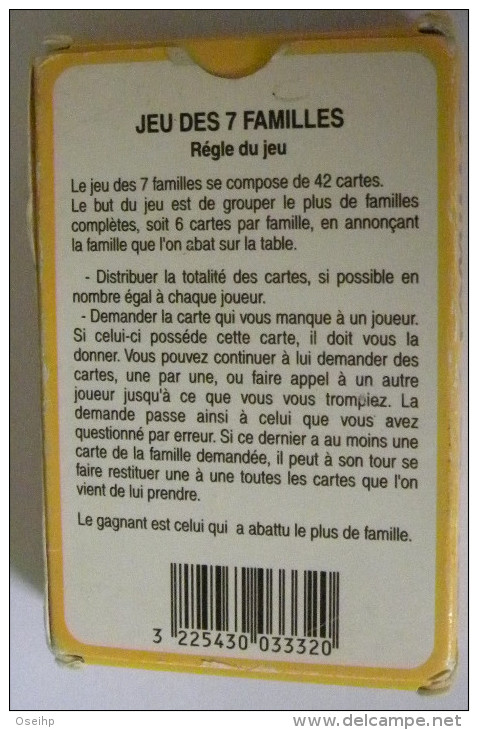 JEU DES 7 FAMILLES
Régle du jeu
Le jeu des 7 familles se compose de 42 cartes.
Le but du jeu est de grouper le plus de familles
complètes, soit 6 cartes par famille, en annonçant
la famille que l'on abat sur la table.
- Distribuer la totalité des cartes, si possible en
nombre égal à chaque joueur.
- Demander la carte qui vous manque à un joueur.
Si celui-ci posséde cette carte, il doit vous la
donner. Vous pouvez continuer à lui demander des
cartes, une par une, ou faire appel à un autre
joueur jusqu'à ce que vous vous trompiez. La
demande passe ainsi à celui que vous avez
questionné par erreur. Si ce dernier a au moins une
carte de la famille demandée, il peut à son tour se
faire restituer une à une toutes les cartes que l'on
vient de lui prendre.
Le gagnant est celui qui a abattu le plus de famille.
3 225430 033320
Oseihp
www.delcampe.net